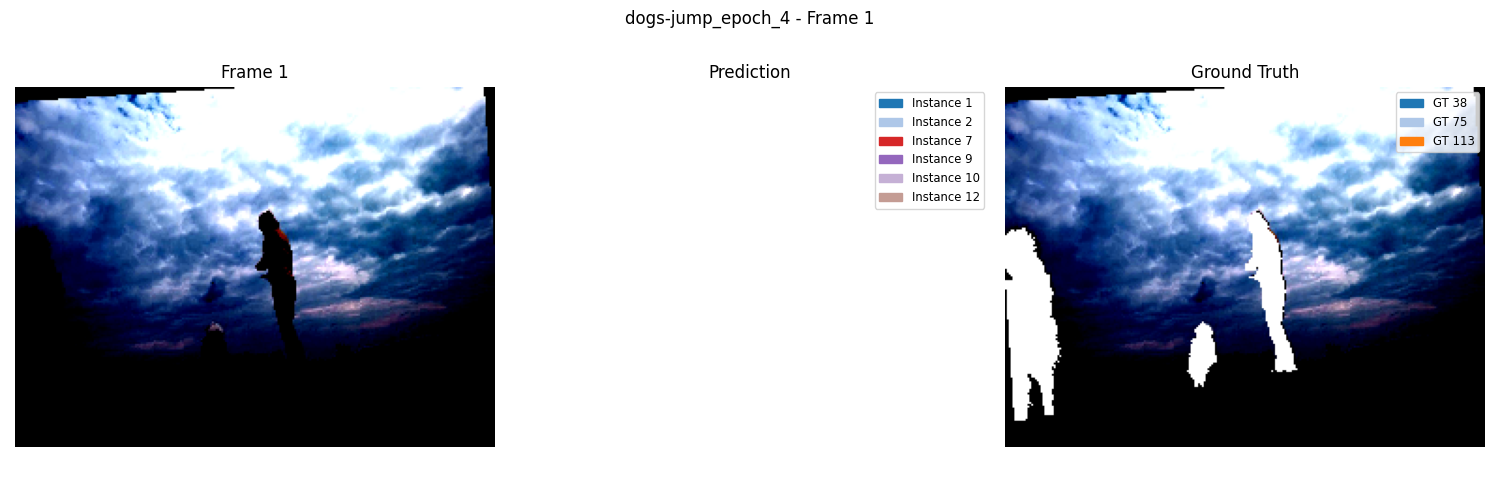 dogs-jump_epoch_4 - Frame 1
Frame 1
Prediction
Ground Truth
Instance 1
Instance 2
Instance 7
Instance 9
Instance 10
Instance 12
GT 38
GT 75
GT 113